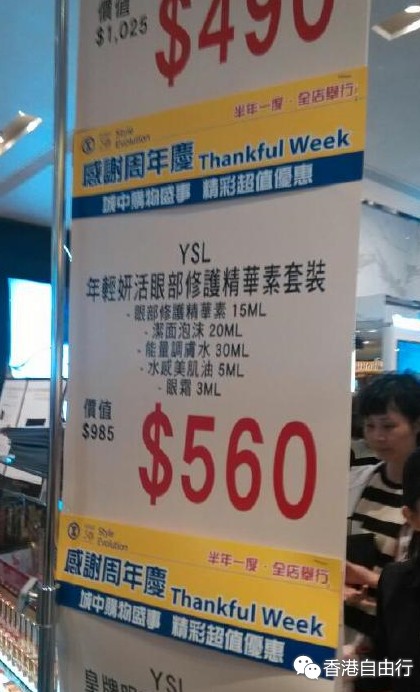 價值
$1,025
$490
半年一度·全店舉行
Style
Evolution
感謝周年慶 Thankful Week
城中購物盛事 精彩超值優惠
YSL
年輕妍活眼部修護精華素套裝
- 眼部修護精華素 15ML
- 潔面泡沫 20ML
- 能量調膚水 30ML
- 水感美肌油 5ML
- 眼霜 3ML
價值
$985
$560
Style
Evolution
半年一度·全店舉行
感謝周年慶 Thankful Week
城中購物盛事 精彩超值優惠
YSL
香港自由行